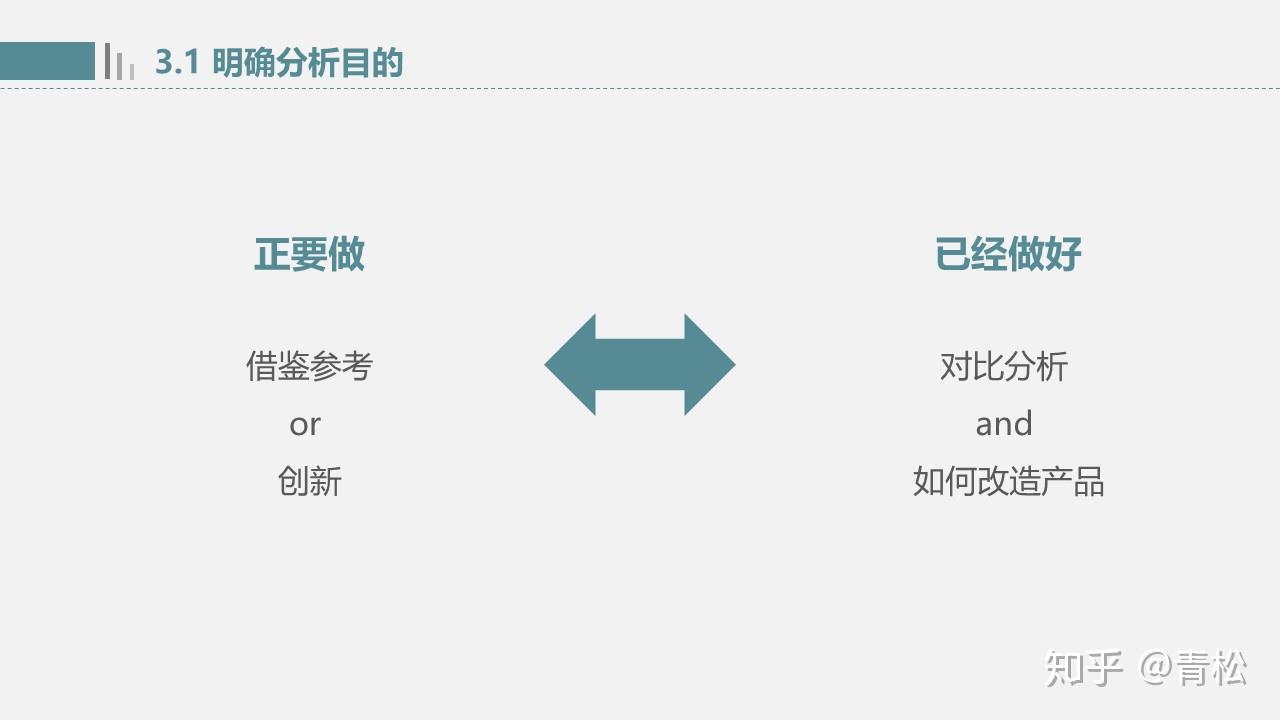 3.1 明确分析目的
正要做
借鉴参考
or
创新
已经做好
对比分析
and
如何改造产品
知乎 @青松